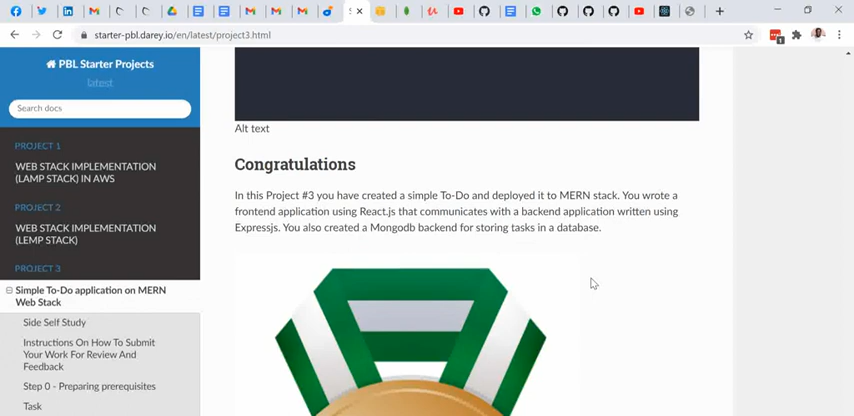 starter-pbl.darey.io/en/latest/project3.html
PBL Starter Projects
latest
Search docs
PROJECT 1
WEB STACK IMPLEMENTATION
(LAMP STACK) IN AWS
PROJECT 2
WEB STACK IMPLEMENTATION
(LEMP STACK)
PROJECT 3
Simple To-Do application on MERN
Web Stack
Side Self Study
Instructions On How To Submit
Your Work For Review And
Feedback
Step 0 - Preparing prerequisites
Task
Alt text
Congratulations
In this Project #3 you have created a simple To-Do and deployed it to MERN stack. You wrote a
frontend application using React.js that communicates with a backend application written using
Expressjs. You also created a Mongodb backend for storing tasks in a database.